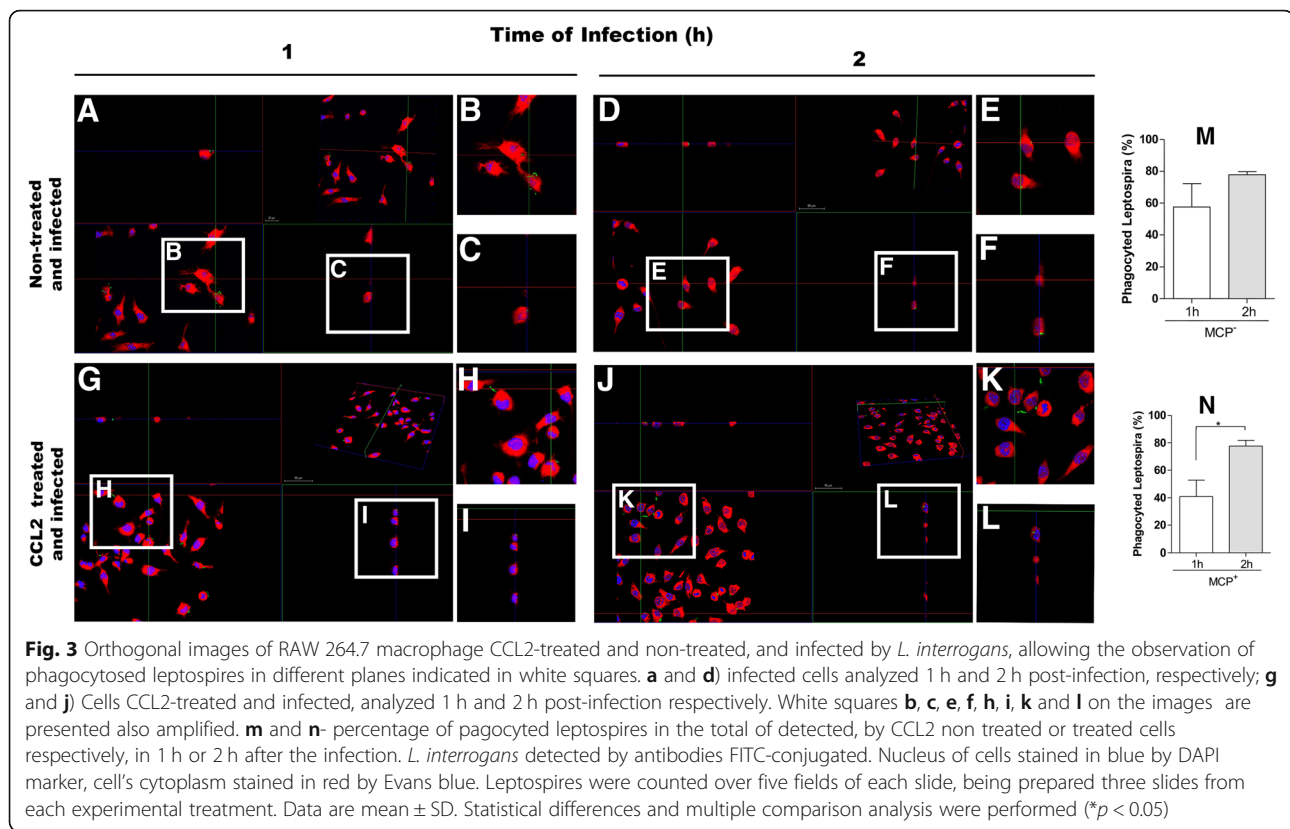 Time of Infection (h)
1
2
Non-treated
and infected
A
B
B
C
C
D
E
E
F
F
M
Phagocyted Leptospira (%)
100
80
60
40
20
0
1h
2h
MCP⁻
CCL2 treated
and infected
G
H
H
I
I
J
K
K
L
L
N
Phagocyted Leptospira (%)
100
80
60
40
20
0
*
1h
2h
MCP⁺
Fig. 3 Orthogonal images of RAW 264.7 macrophage CCL2-treated and non-treated, and infected by L. interrogans, allowing the observation of
phagocytosed leptospires in different planes indicated in white squares. a and d) infected cells analyzed 1 h and 2 h post-infection, respectively; g
and j) Cells CCL2-treated and infected, analyzed 1 h and 2 h post-infection respectively. White squares b, c, e, f, h, i, k and l on the images are
presented also amplified. m and n- percentage of pagocyted leptospires in the total of detected, by CCL2 non treated or treated cells
respectively, in 1 h or 2 h after the infection. L. interrogans detected by antibodies FITC-conjugated. Nucleus of cells stained in blue by DAPI
marker, cell's cytoplasm stained in red by Evans blue. Leptospires were counted over five fields of each slide, being prepared three slides from
each experimental treatment. Data are mean ± SD. Statistical differences and multiple comparison analysis were performed (*p < 0.05)